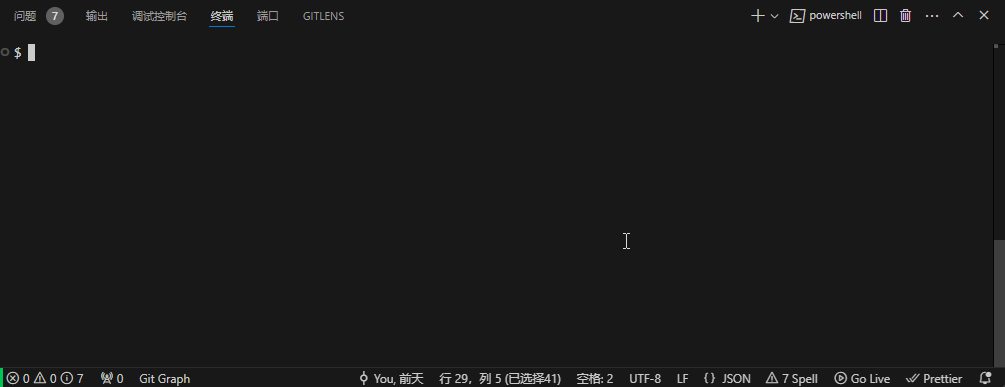 问题 7 输出 调试控制台 终端 端口 GITLENS powershell
$
0 0 7 0 Git Graph You, 前天 行 29，列 5 (已选择41) 空格: 2 UTF-8 LF { } JSON 7 Spell Go Live Prettier